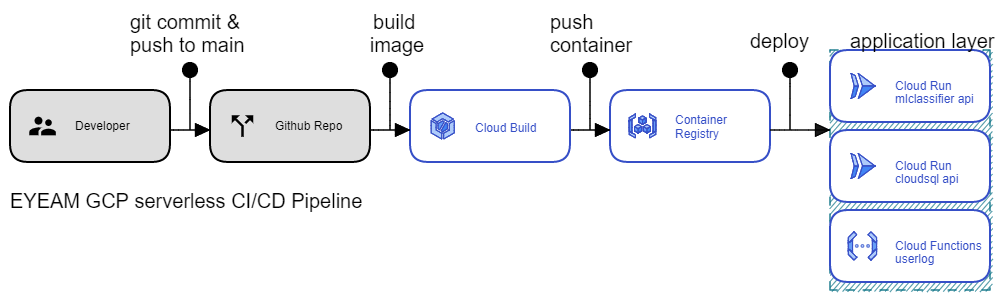 git commit &
push to main
build
image
push
container
deploy
application layer
Developer
Github Repo
Cloud Build
Container
Registry
Cloud Run
mlclassifier api
Cloud Run
cloudsql api
Cloud Functions
userlog
EYEAM GCP serverless CI/CD Pipeline